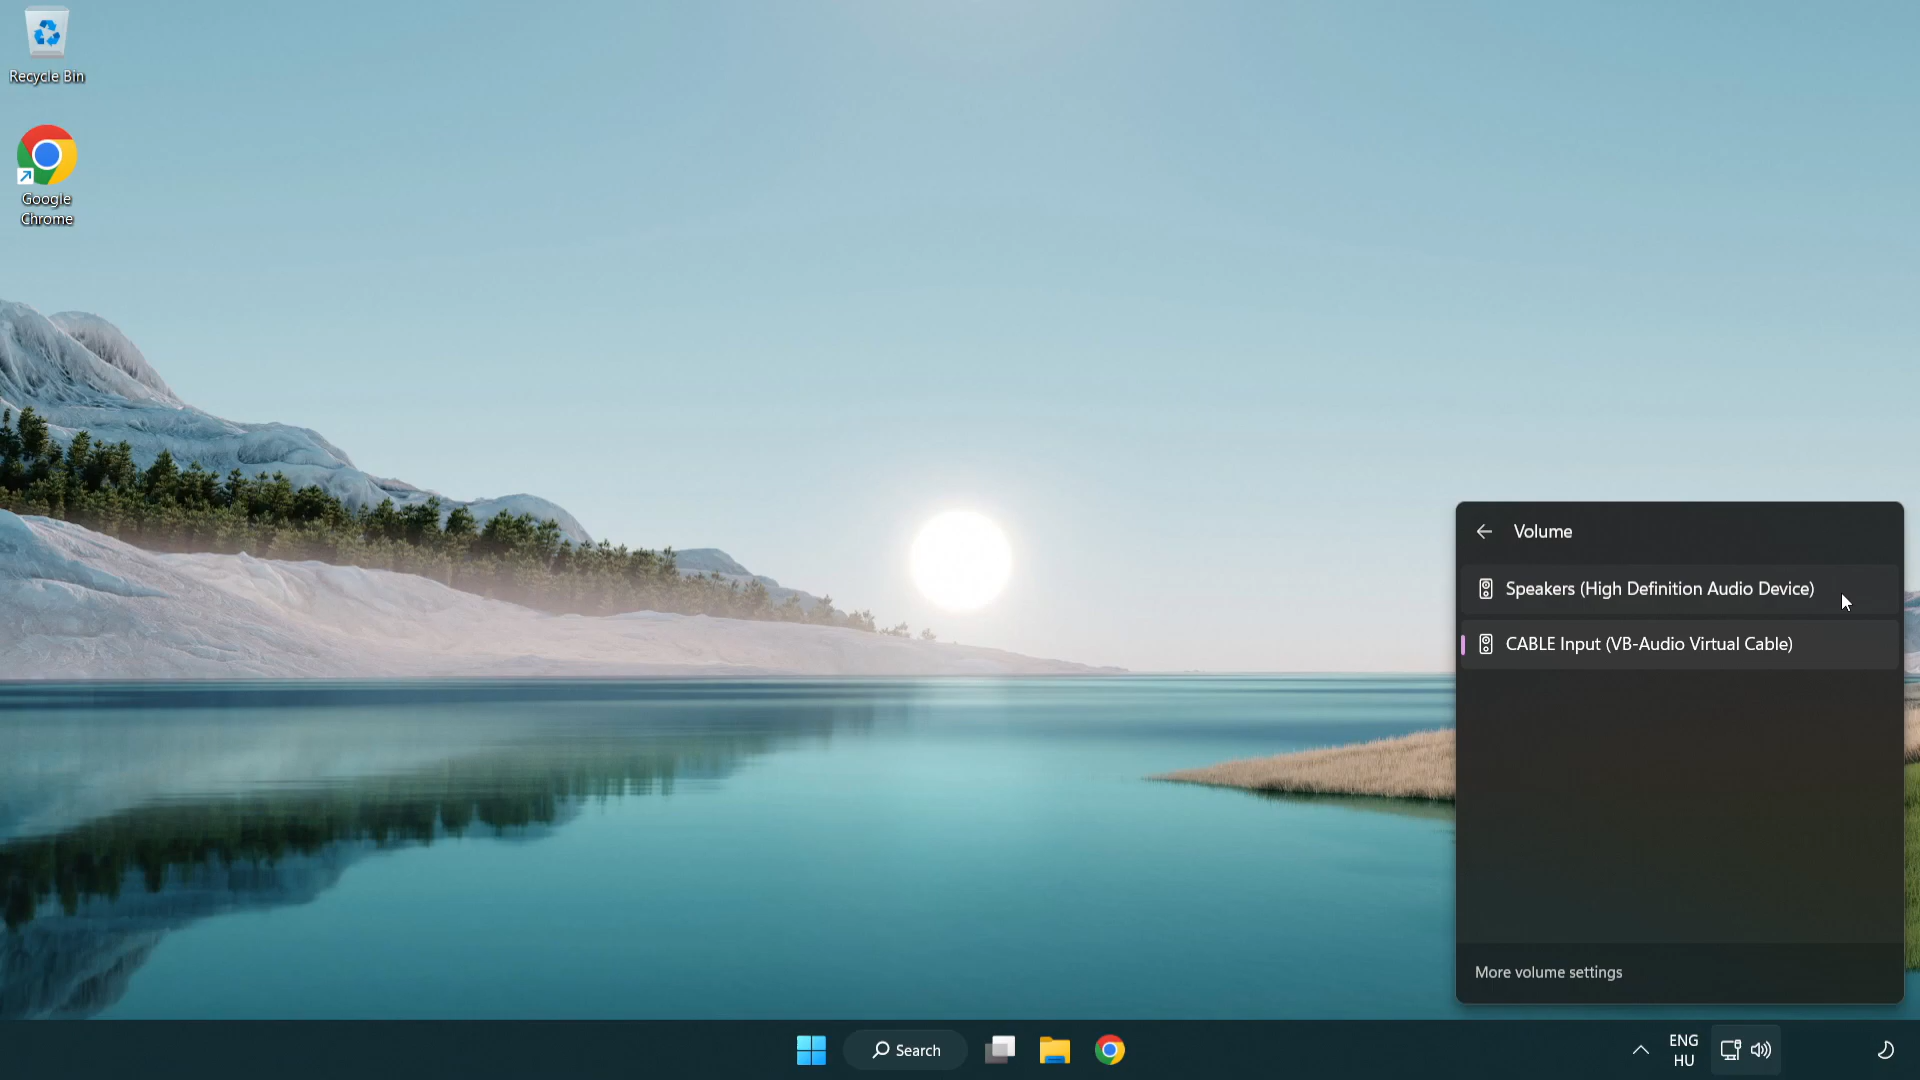 Recycle Bin
Google
Chrome
Volume
Speakers (High Definition Audio Device)
CABLE Input (VB-Audio Virtual Cable)
More volume settings
Search
ENG
HU